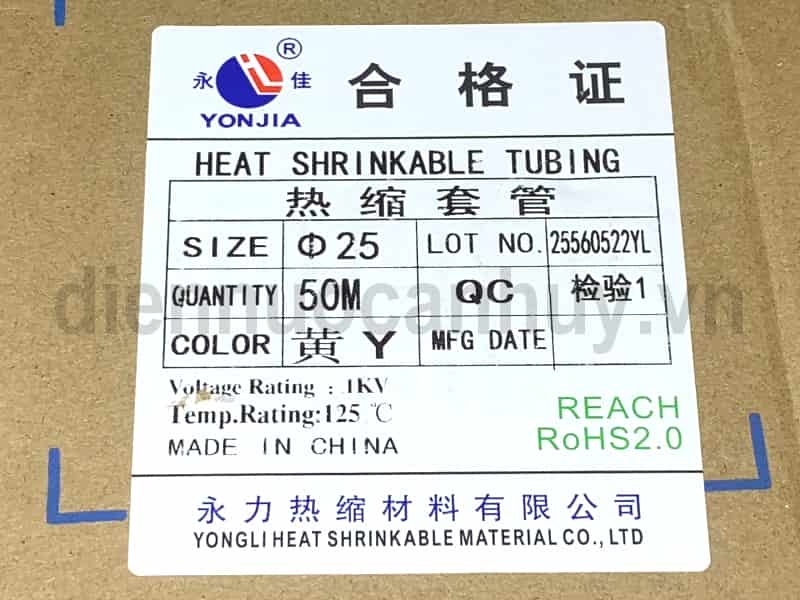 ®
永 佳 合格证
YONJIA
HEAT SHRINKABLE TUBING
热缩套管
SIZE Φ25 LOT NO. 25560522YL
QUANTITY 50M QC 检验1
diennuocanhuy.vn
COLOR 黄 Y MFG DATE
Voltage Rating : 1KV
Temp.Rating:125 ℃
REACH
RoHS2.0
MADE IN CHINA
永力热缩材料有限公司
YONGLI HEAT SHRINKABLE MATERIAL CO., LTD